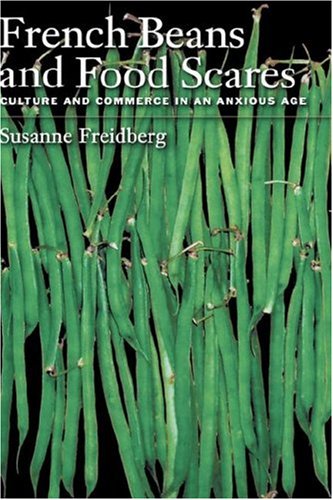 French Beans
and Food Scares
CULTURE AND COMMERCE IN AN ANXIOUS AGE
Susanne Freidberg